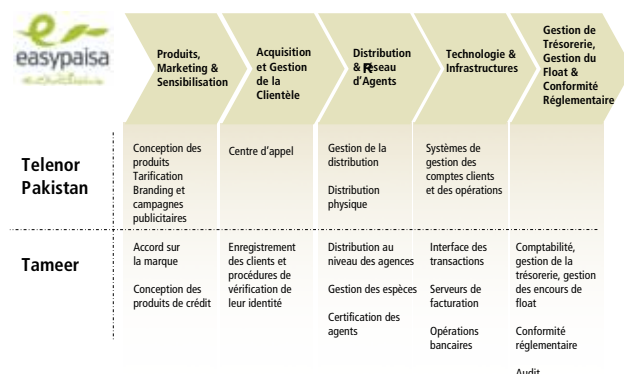 easypaisa
Produits,
Marketing &
Sensibilisation
Acquisition
et Gestion
de la
Clientèle
Distribution
& Réseau
d'Agents
Technologie &
Infrastructures
Gestion de
Trésorerie,
Gestion du
Float &
Conformité
Réglementaire
Telenor
Pakistan
Conception des
produits
Tarification
Branding et
campagnes
publicitaires
Centre d'appel
Gestion de la
distribution
Distribution
physique
Systèmes de
gestion des
comptes clients
et des opérations
Tameer
Accord sur
la marque
Conception des
produits de crédit
Enregistrement
des clients et
procédures de
vérification de
leur identité
Distribution au
niveau des agences
Gestion des espèces
Certification des
agents
Interface des
transactions
Serveurs de
facturation
Opérations
bancaires
Comptabilité,
gestion de la
trésorerie, gestion
des encours de
float
Conformité
réglementaire
Audit